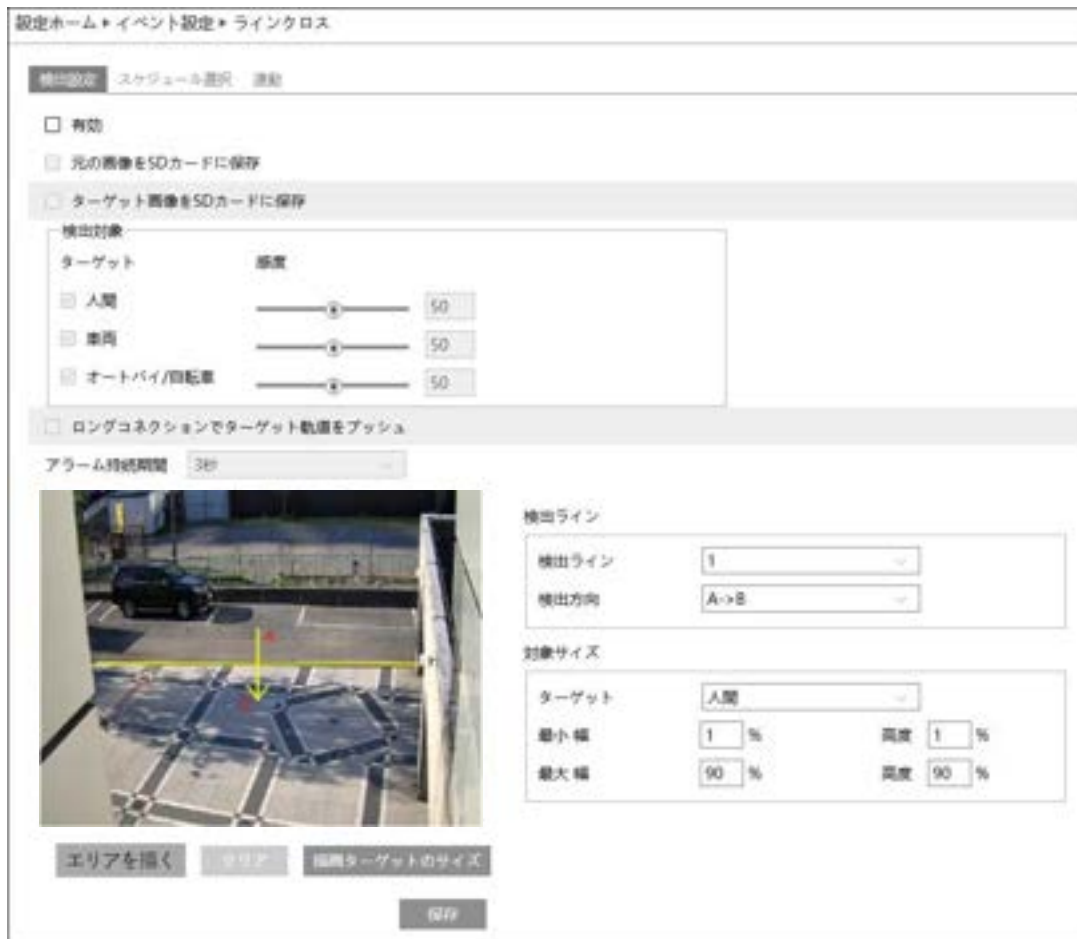 設定ホーム ▸ イベント設定 ▸ ラインクロス
検出設定 スケジュール選択 連動
有効
元の画像をSDカードに保存
ターゲット画像をSDカードに保存
検出対象
ターゲット 感度
人間 50
車両 50
オートバイ/自転車 50
ロングコネクションでターゲット軌道をプッシュ
アラーム持続期間 3秒
A
検出ライン
検出ライン 1
検出方向 A->B
対象サイズ
ターゲット 人間
最小 幅 1 % 高度 1 %
最大 幅 90 % 高度 90 %
エリアを描く クリア 描画ターゲットのサイズ
保存